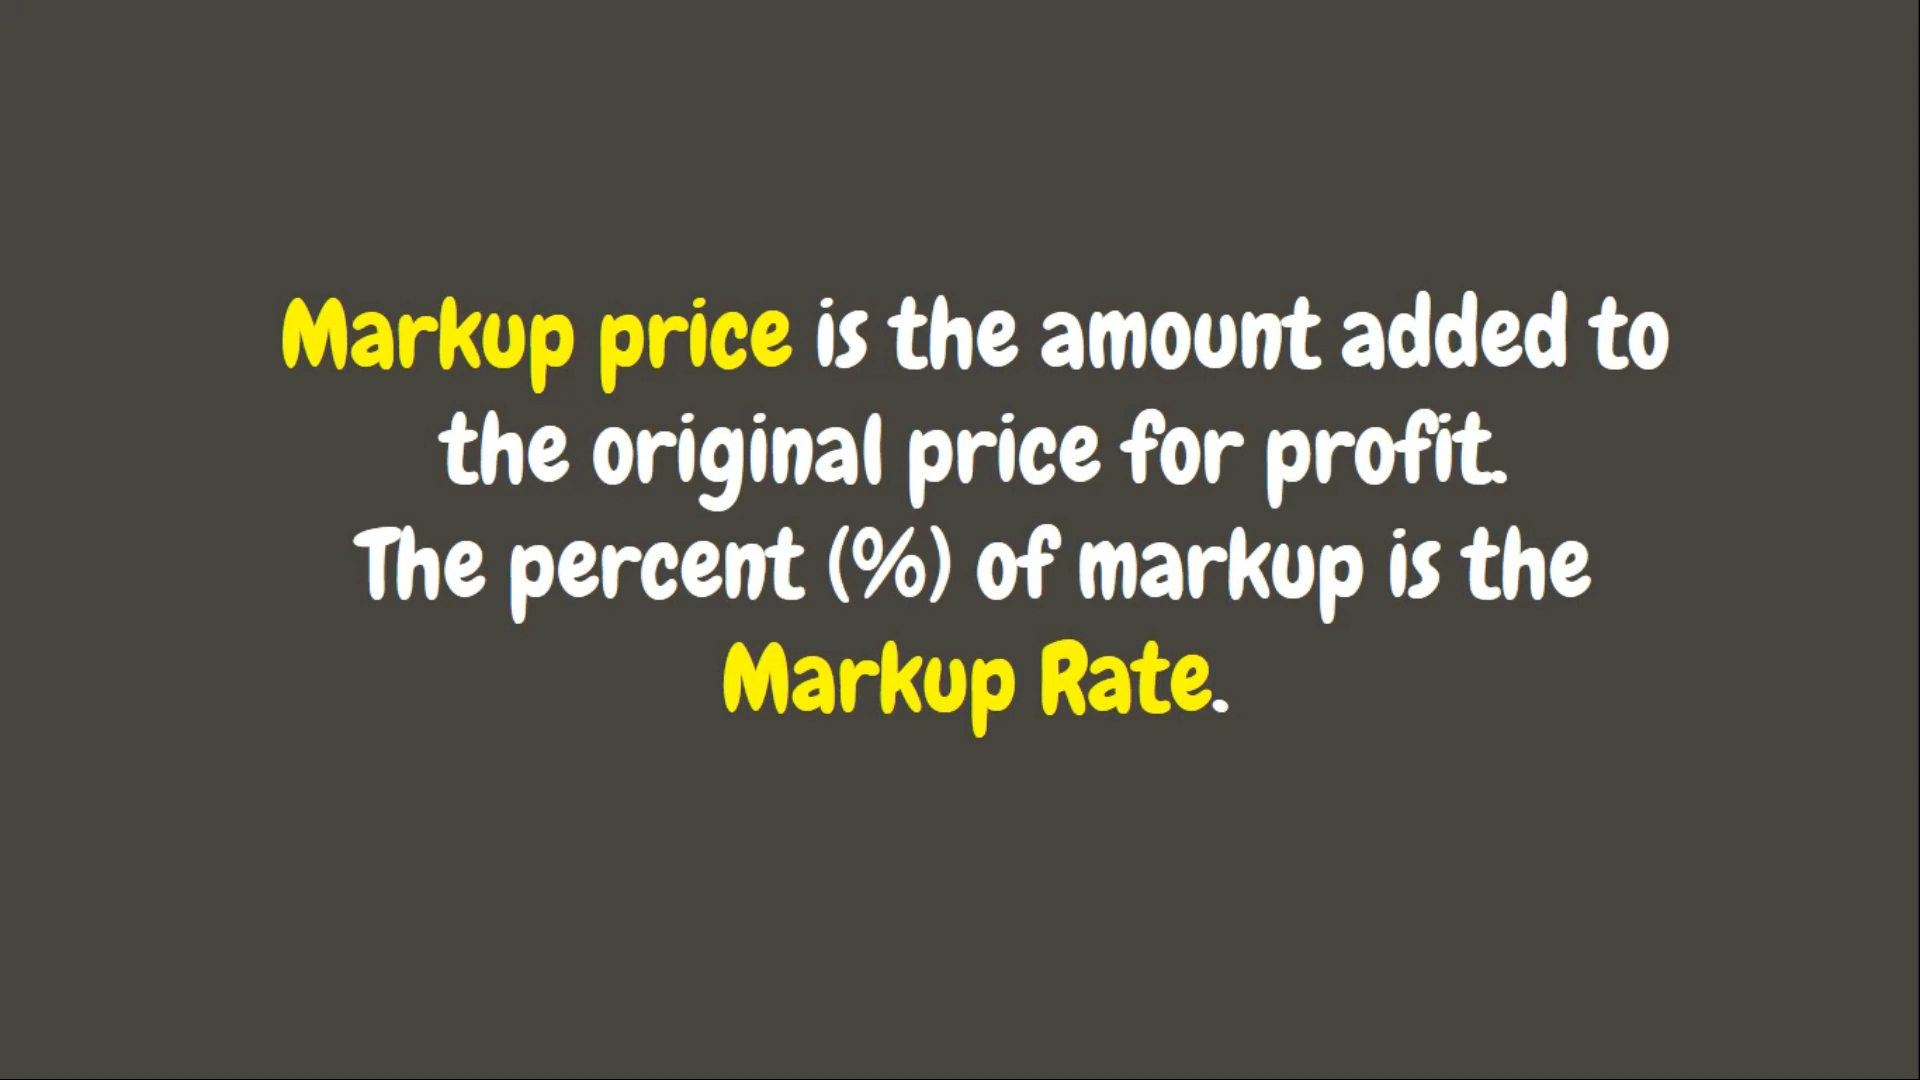 Markup price is the amount added to
the original price for profit.
The percent (%) of markup is the
Markup Rate.